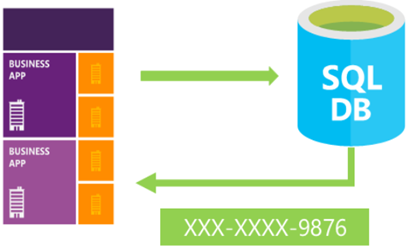 BUSINESS
APP
BUSINESS
APP
SQL
DB
XXX-XXXX-9876